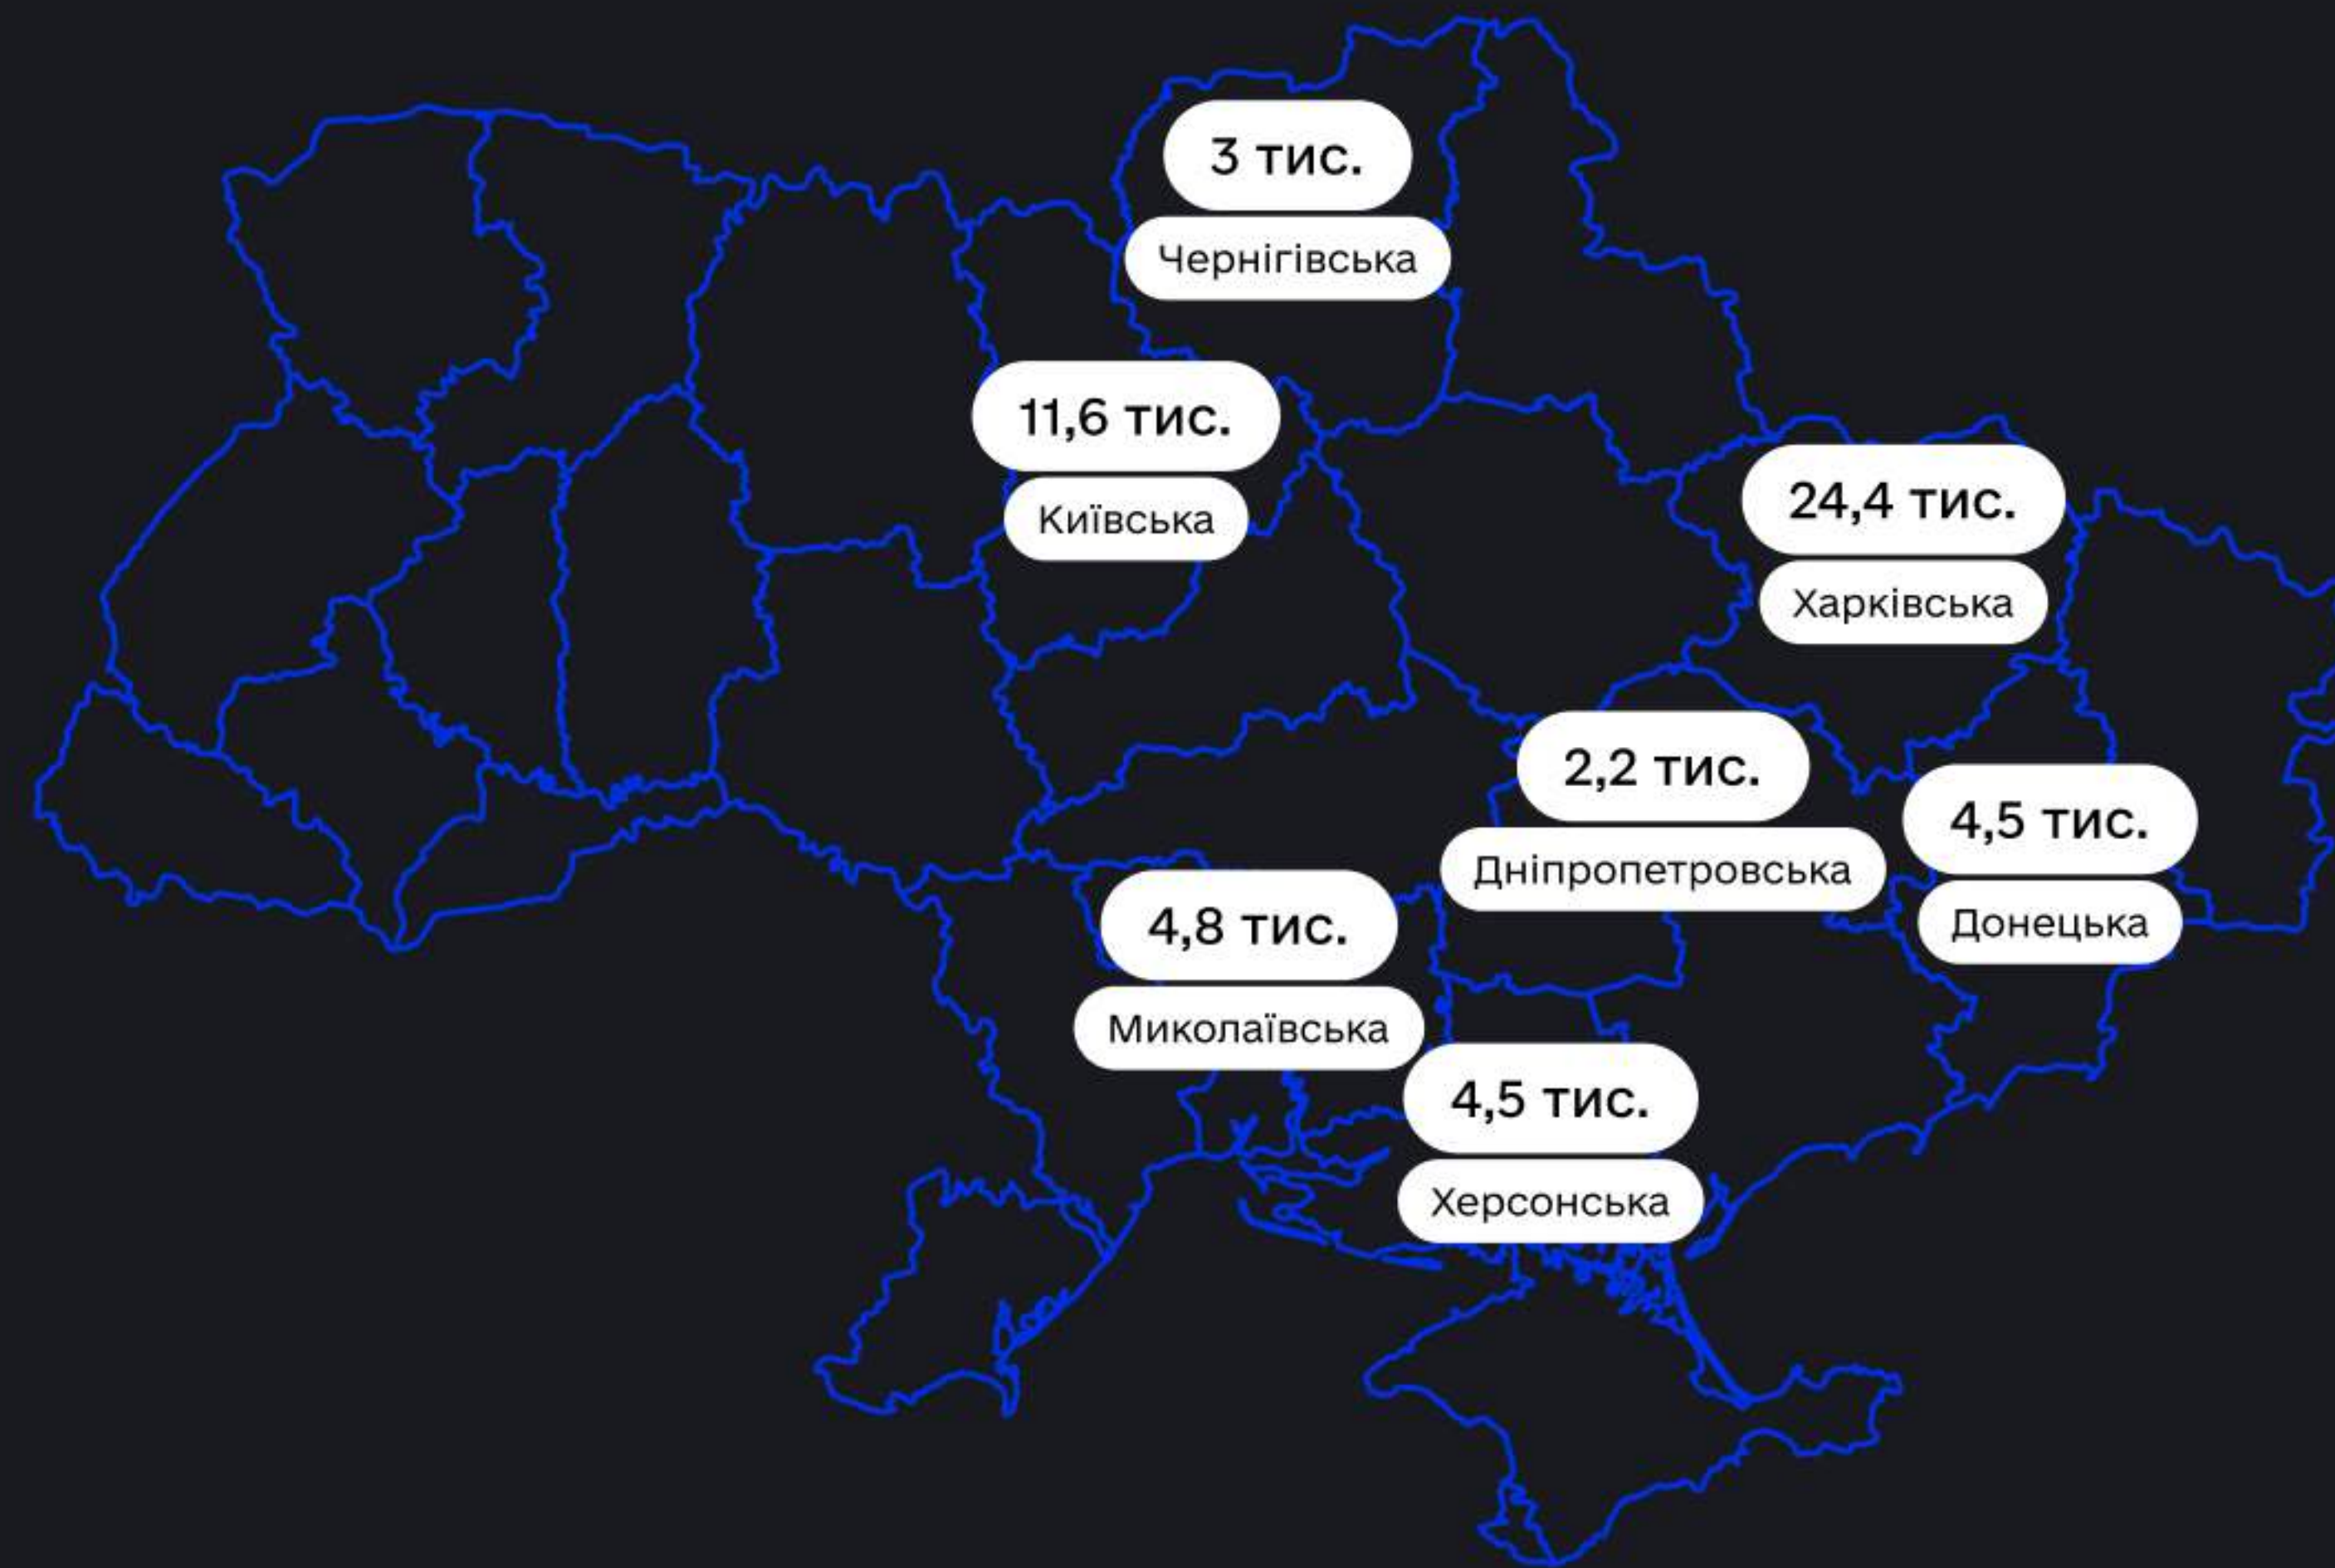 3 тис.
Чернігівська
11,6 тис.
Київська
24,4 тис.
Харківська
2,2 тис.
Дніпропетровська
4,5 тис.
Донецька
4,8 тис.
Миколаївська
4,5 тис.
Херсонська